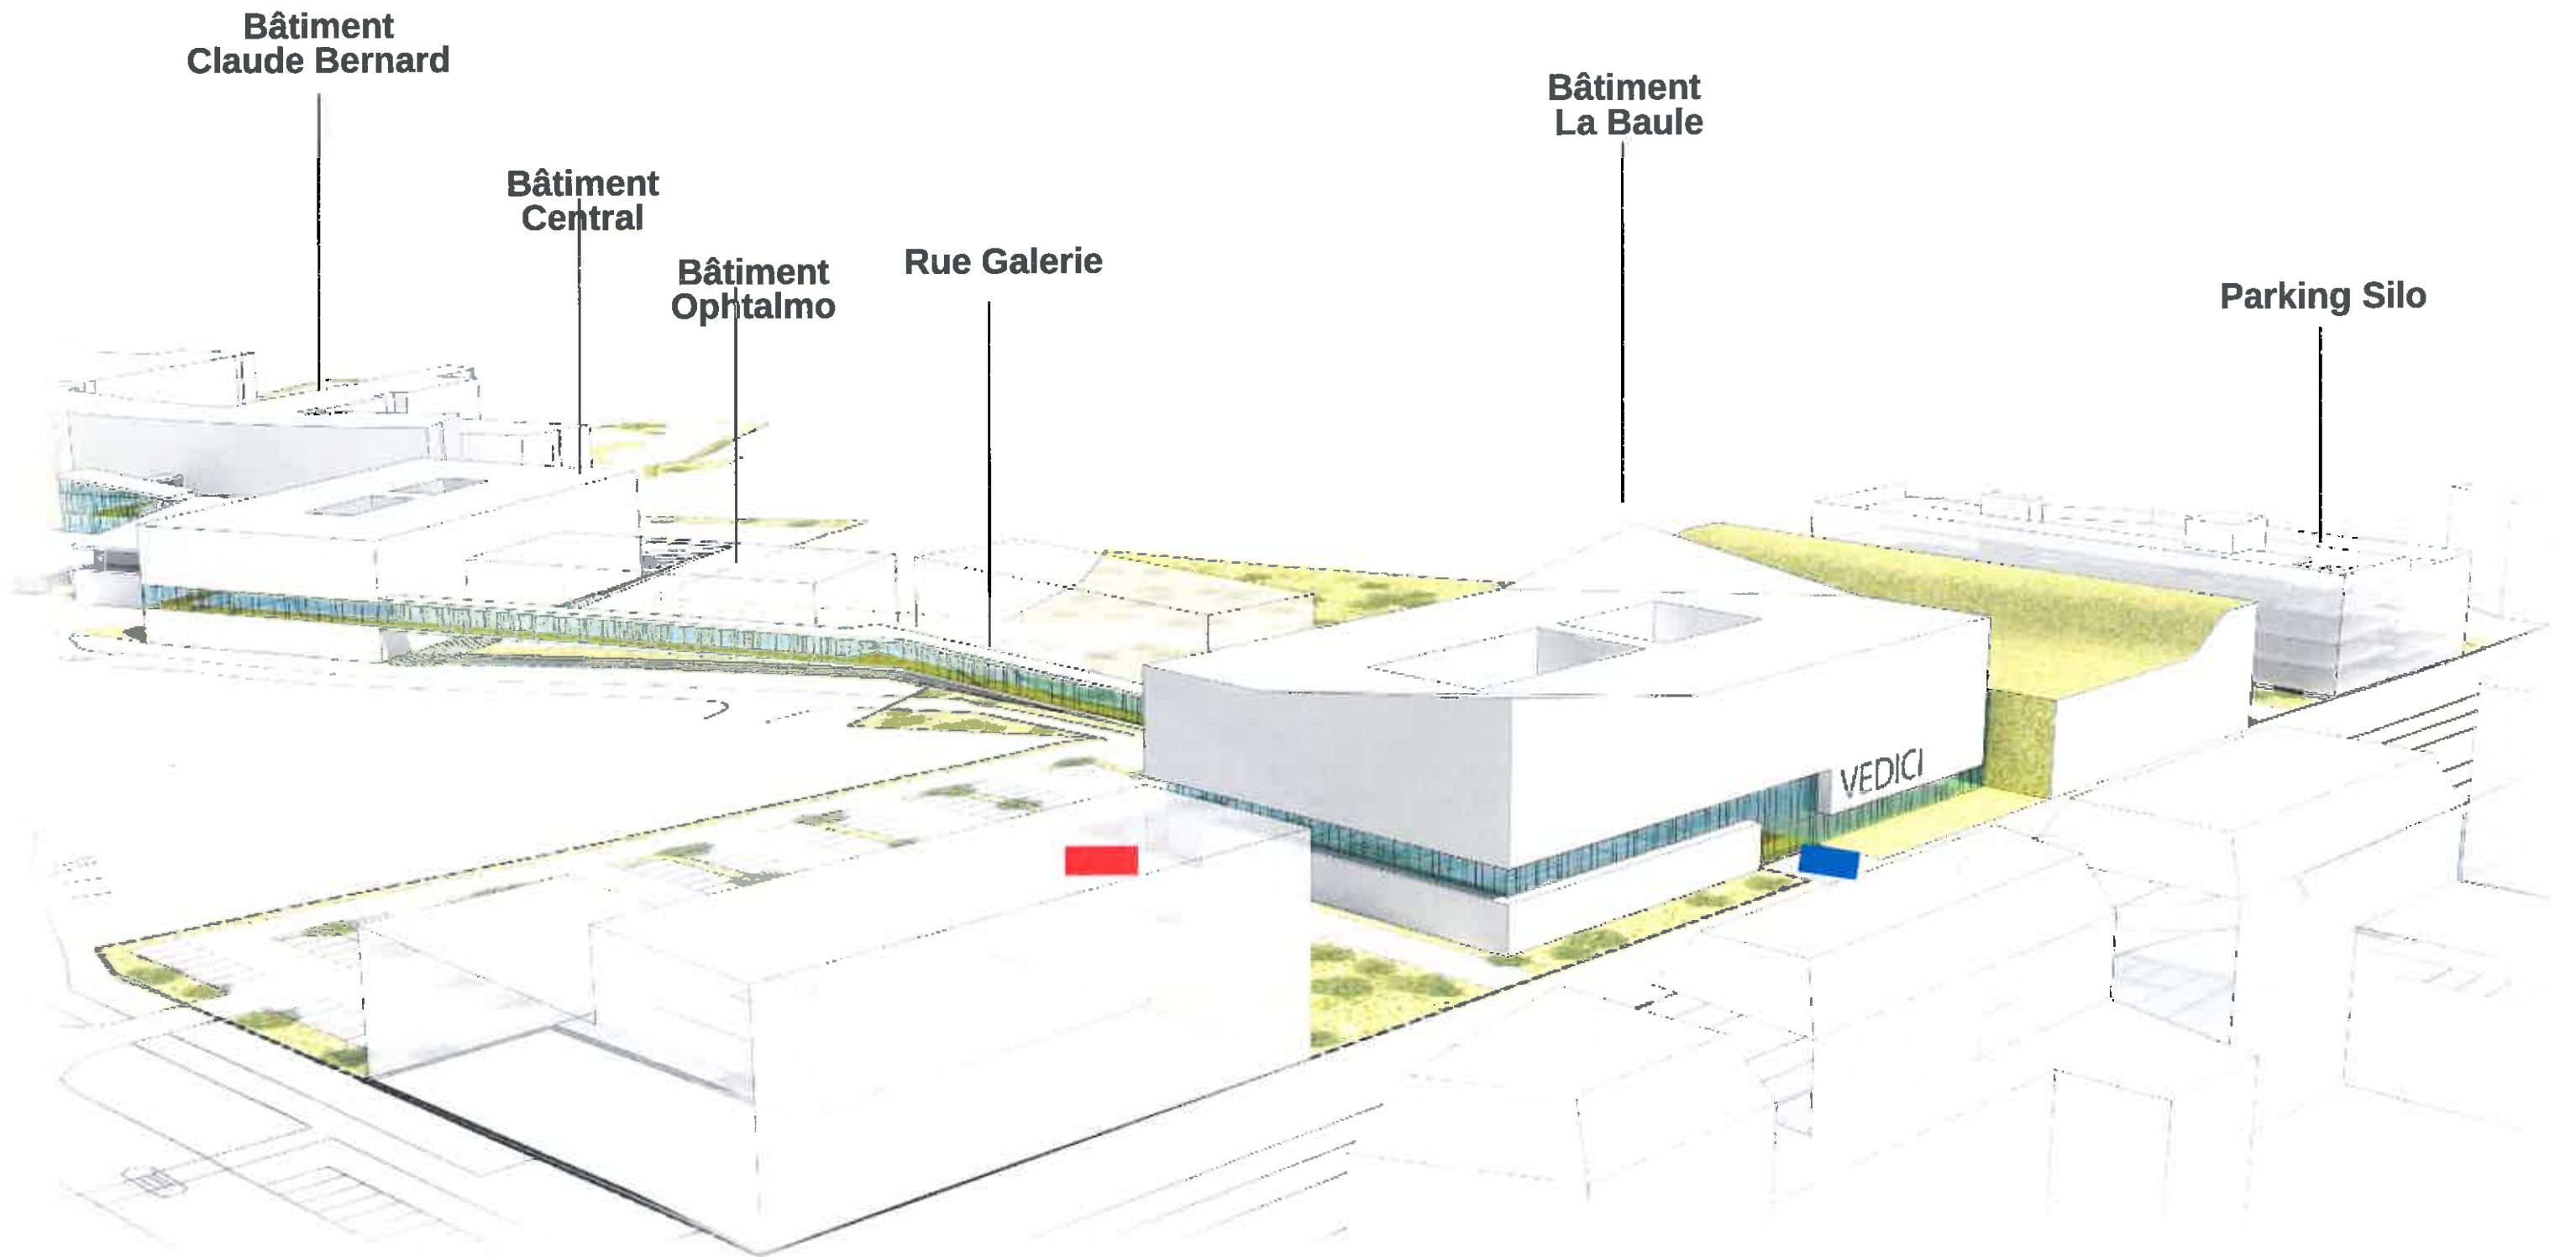 Bâtiment
Claude Bernard
Bâtiment
Central
Bâtiment
Ophtalmo
Rue Galerie
Bâtiment
La Baule
Parking Silo
VEDICI